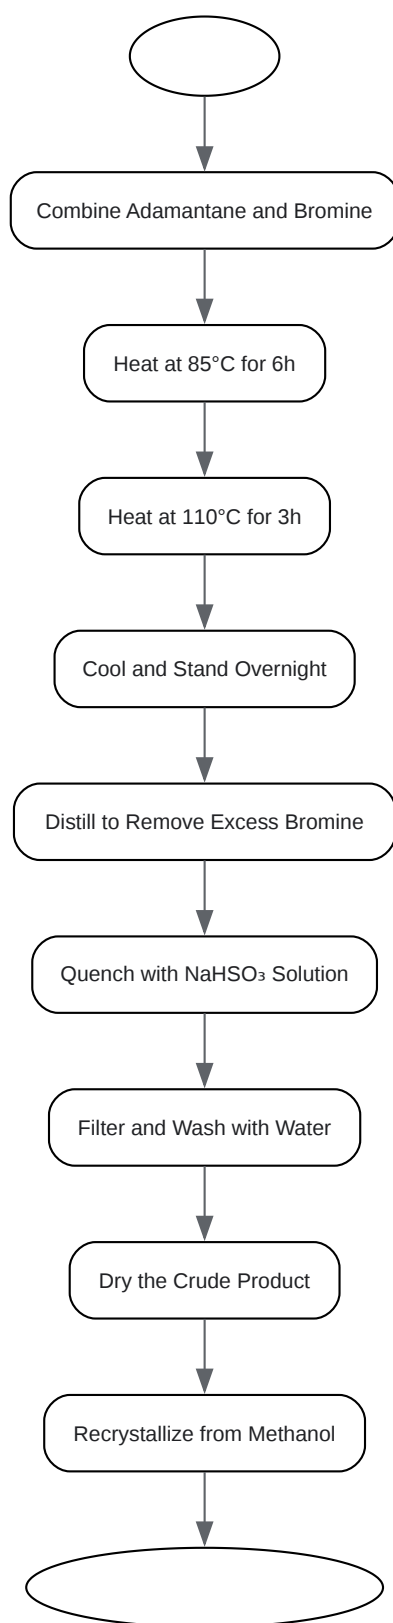 Combine Adamantane and Bromine
Heat at 85°C for 6h
Heat at 110°C for 3h
Cool and Stand Overnight
Distill to Remove Excess Bromine
Quench with NaHSO₃ Solution
Filter and Wash with Water
Dry the Crude Product
Recrystallize from Methanol